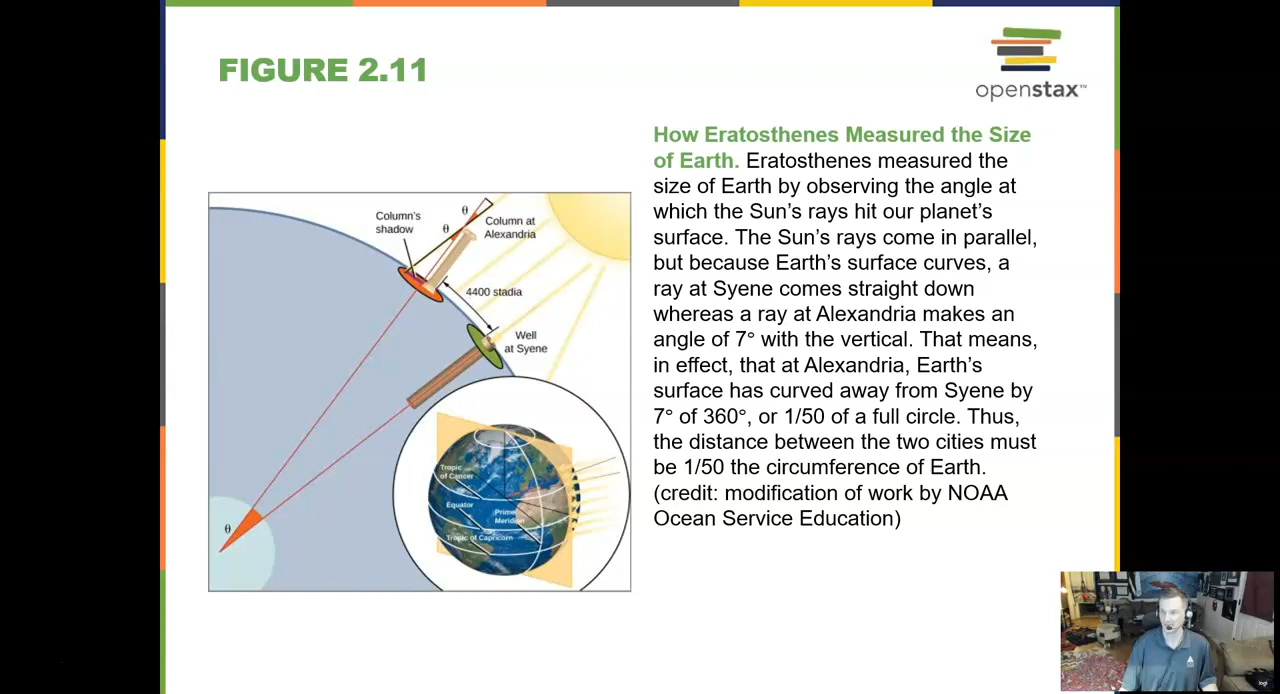 FIGURE 2.11
openstax™
How Eratosthenes Measured the Size
of Earth. Eratosthenes measured the
size of Earth by observing the angle at
which the Sun’s rays hit our planet’s
surface. The Sun’s rays come in parallel,
but because Earth’s surface curves, a
ray at Syene comes straight down
whereas a ray at Alexandria makes an
angle of 7° with the vertical. That means,
in effect, that at Alexandria, Earth’s
surface has curved away from Syene by
7° of 360°, or 1/50 of a full circle. Thus,
the distance between the two cities must
be 1/50 the circumference of Earth.
(credit: modification of work by NOAA
Ocean Service Education)
θ
θ
Column’s
shadow
Column at
Alexandria
4400 stadia
Well
at Syene
θ
Tropic
of Cancer
Equator
Prime
Meridian
Tropic of Capricorn
logi